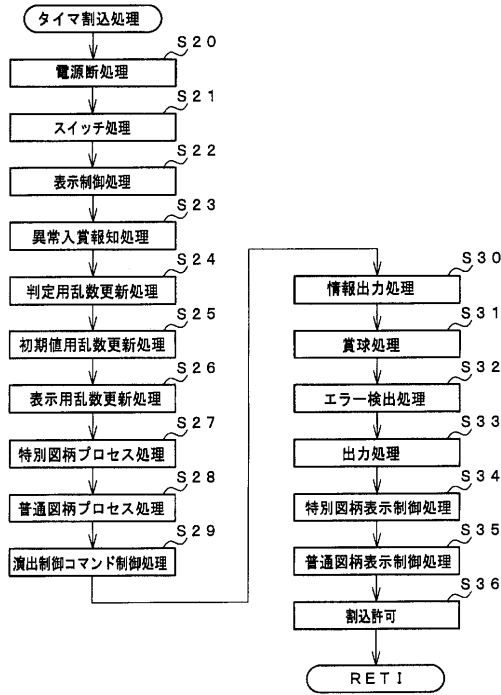 タイマ割込処理
S20
電源断処理
S21
スイッチ処理
S22
表示制御処理
S23
異常入賞報知処理
S24
判定用乱数更新処理
S25
初期値用乱数更新処理
S26
表示用乱数更新処理
S27
特別図柄プロセス処理
S28
普通図柄プロセス処理
S29
演出制御コマンド制御処理
S30
情報出力処理
S31
賞球処理
S32
エラー検出処理
S33
出力処理
S34
特別図柄表示制御処理
S35
普通図柄表示制御処理
S36
割込許可
RETI